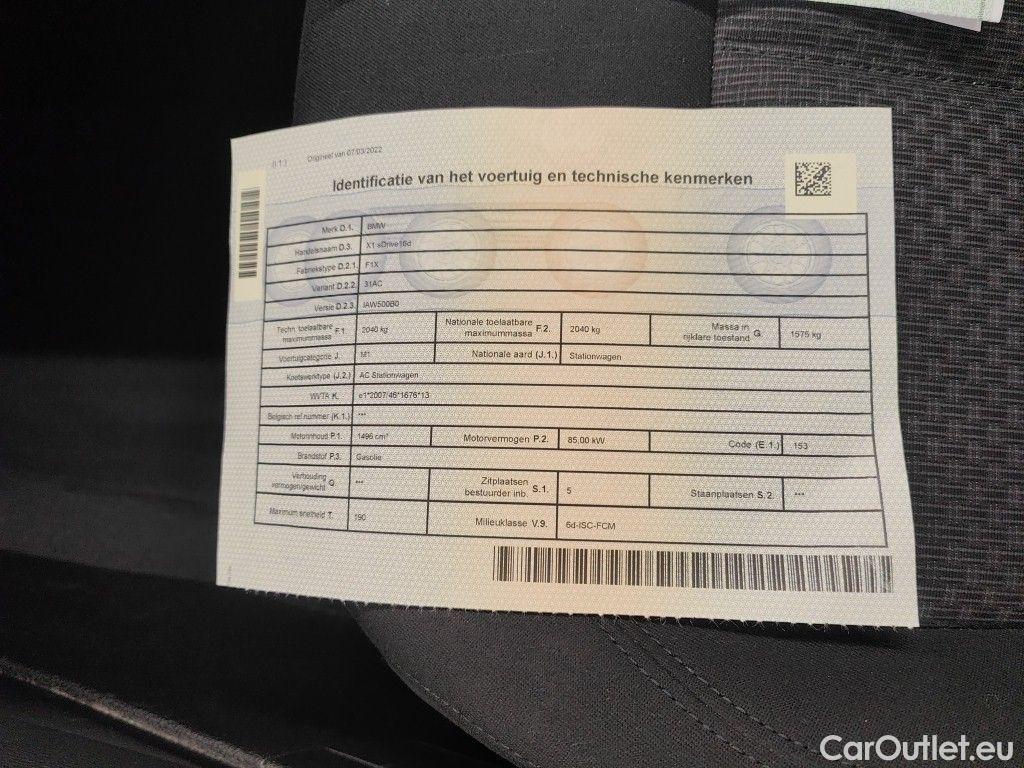 (I1) Origineel van 07/03/2022
Identificatie van het voertuig en technische kenmerken
Merk D.1. BMW
Handelsnaam D.3. X1 sDrive16d
Fabriekstype D.2.1. F1X
Variant D.2.2. 31AC
Versie D.2.3. IAW500B0
Techn. toelaatbare maximummassa F.1. 2040 kg Nationale toelaatbare maximummassa F.2. 2040 kg Massa in rijklare toestand G 1575 kg
Voertuigcategorie J. M1 Nationale aard (J.1.) Stationwagen
Koetswerktype (J.2.) AC Stationwagen
WVTA K. e1*2007/46*1676*13
Belgisch ref nummer (K.1.) ***
Motorinhoud P.1. 1496 cm³ Motorvermogen P.2. 85.00 kW Code (E.1.) 153
Brandstof P.3. Gasolie
Verhouding vermogen/gewicht Q. *** Zitplaatsen bestuurder inb. S.1. 5 Staanplaatsen S.2. ***
Maximum snelheid T. 190 Milieuklasse V.9. 6d-ISC-FCM
CarOutlet.eu